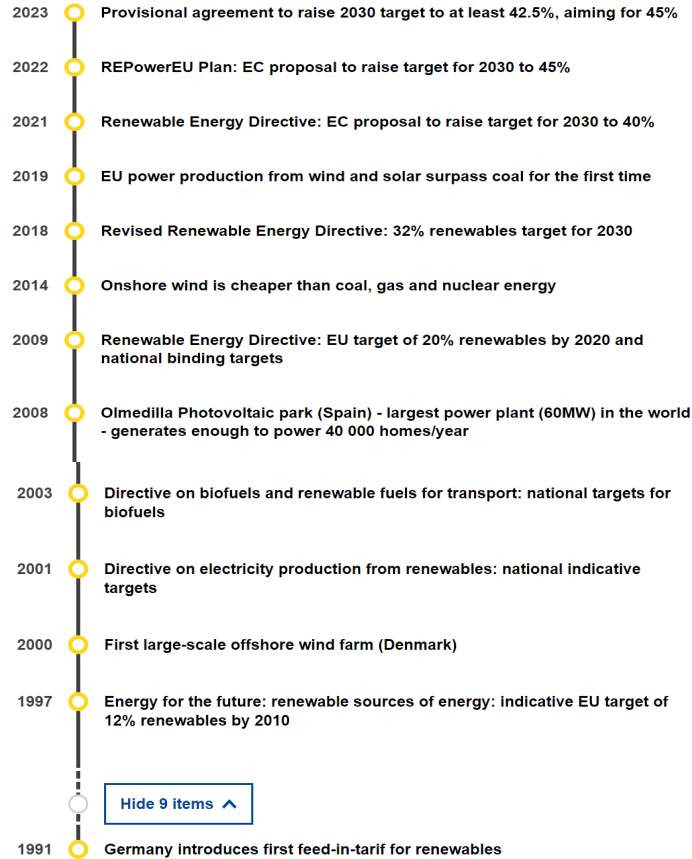 2023 Provisional agreement to raise 2030 target to at least 42.5%, aiming for 45%
2022 REPowerEU Plan: EC proposal to raise target for 2030 to 45%
2021 Renewable Energy Directive: EC proposal to raise target for 2030 to 40%
2019 EU power production from wind and solar surpass coal for the first time
2018 Revised Renewable Energy Directive: 32% renewables target for 2030
2014 Onshore wind is cheaper than coal, gas and nuclear energy
2009 Renewable Energy Directive: EU target of 20% renewables by 2020 and
national binding targets
2008 Olmedilla Photovoltaic park (Spain) - largest power plant (60MW) in the world
- generates enough to power 40 000 homes/year
2003 Directive on biofuels and renewable fuels for transport: national targets for
biofuels
2001 Directive on electricity production from renewables: national indicative
targets
2000 First large-scale offshore wind farm (Denmark)
1997 Energy for the future: renewable sources of energy: indicative EU target of
12% renewables by 2010
Hide 9 items
1991 Germany introduces first feed-in-tarif for renewables